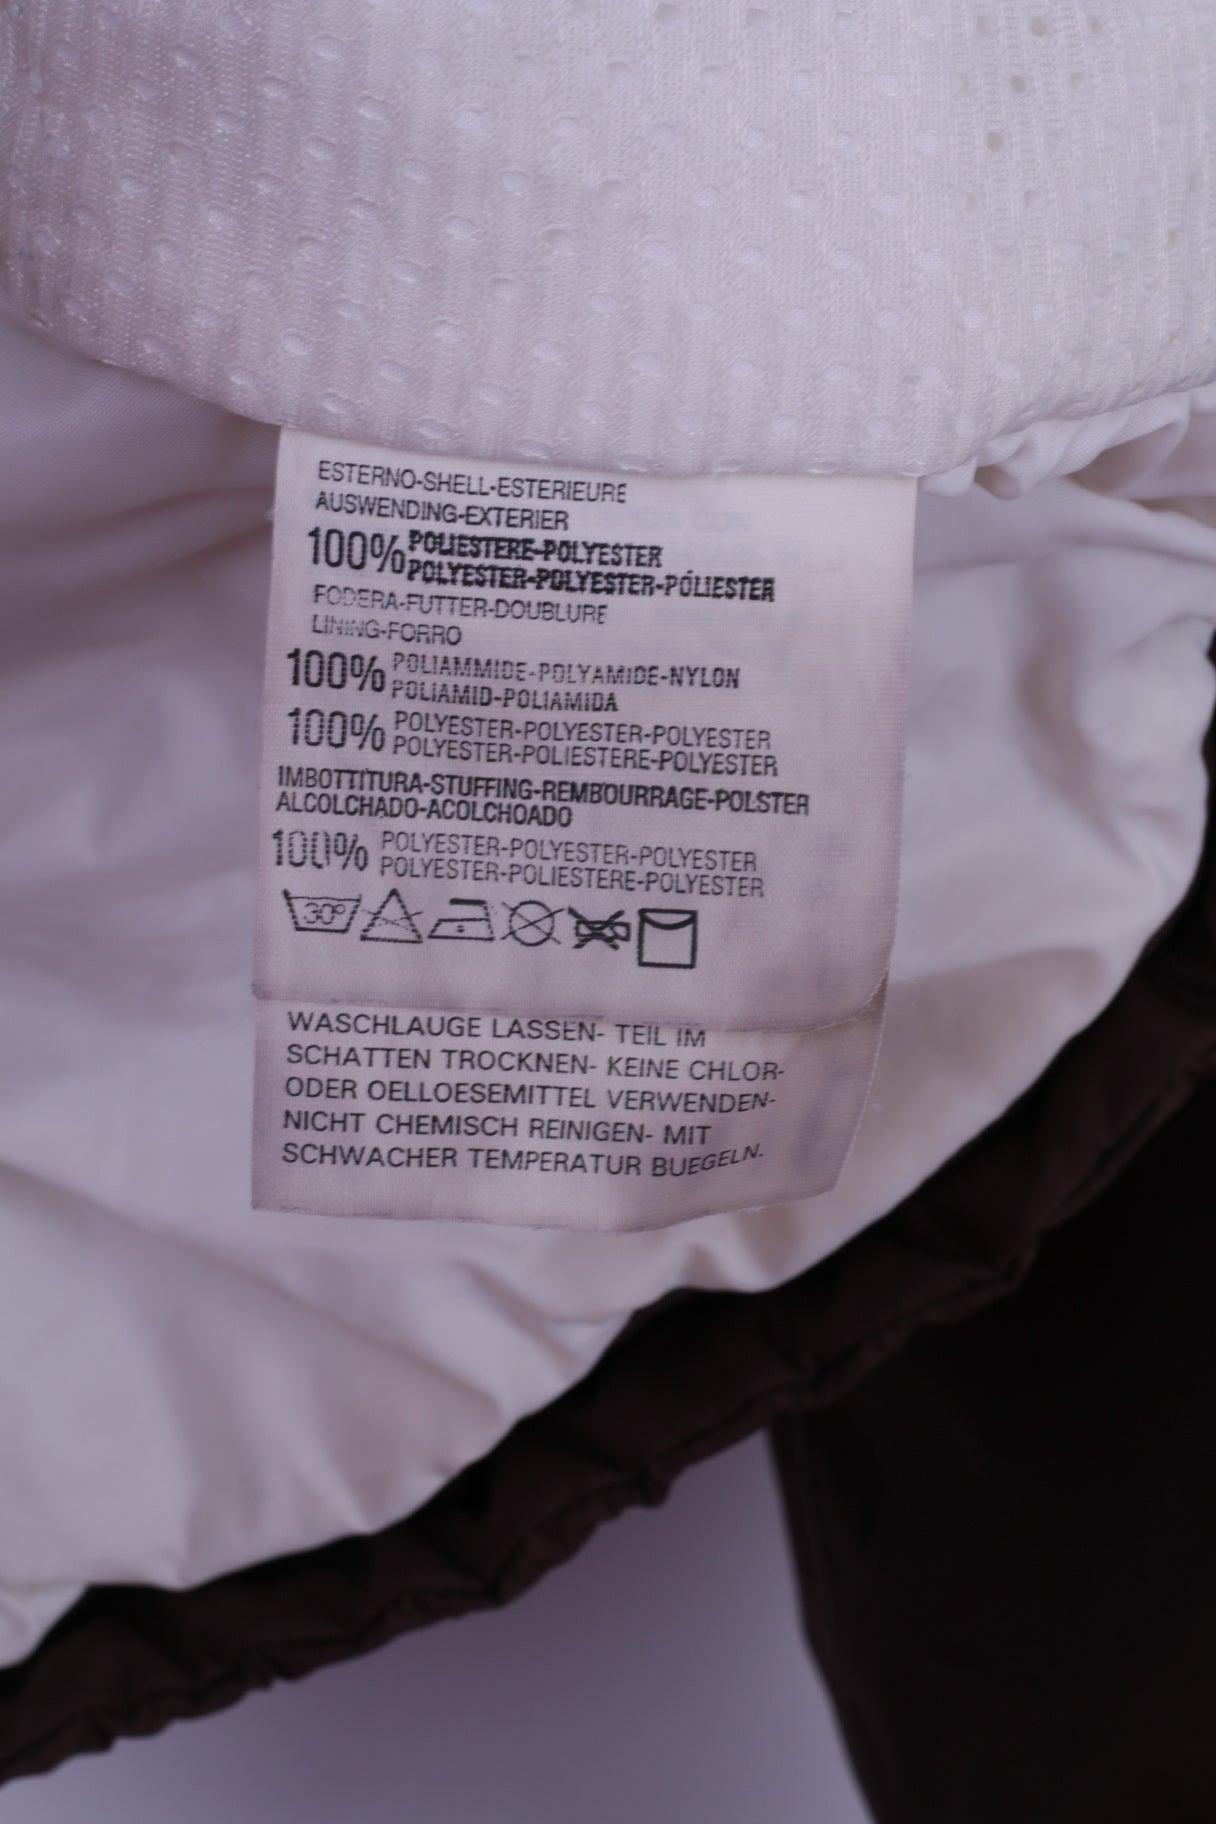 ESTERNO-SHELL-ESTERIEURE
AUSWENDING-EXTERIER
100% POLIESTERE-POLYESTER
POLYESTER-POLYESTER-PÓLIESTER
FODERA-FUTTER-DOUBLURE
LINING-FORRO
100% POLIAMMIDE-POLYAMIDE-NYLON
POLIAMID-POLIAMIDA
100% POLYESTER-POLYESTER-POLYESTER
POLYESTER-POLIESTERE-POLYESTER
IMBOTTITURA-STUFFING-REMBOURRAGE-POLSTER
ALCOLCHADO-ACOLCHOADO
100% POLYESTER-POLYESTER-POLYESTER
POLYESTER-POLIESTERE-POLYESTER
30°
WASCHLAUGE LASSEN- TEIL IM
SCHATTEN TROCKNEN- KEINE CHLOR-
ODER OELLOESEMITTEL VERWENDEN-
NICHT CHEMISCH REINIGEN- MIT
SCHWACHER TEMPERATUR BUEGELN.